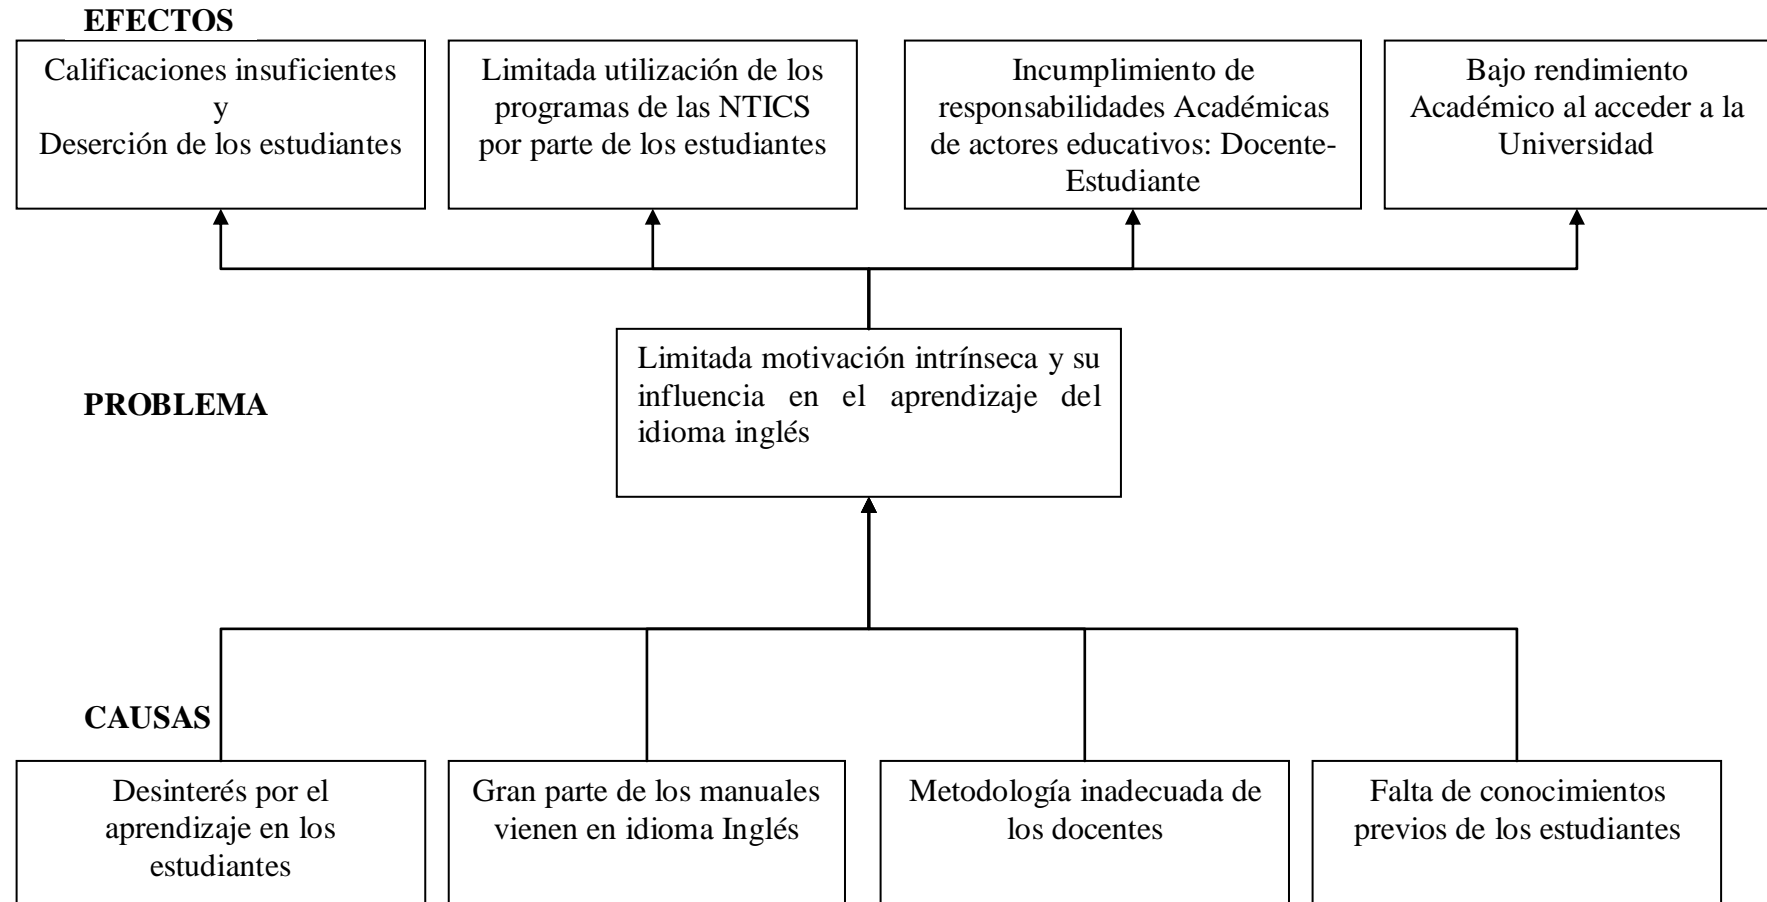 EFECTOS
Calificaciones insuficientes
y
Deserción de los estudiantes
Limitada utilización de los
programas de las NTICS
por parte de los estudiantes
Incumplimiento de
responsabilidades Académicas
de actores educativos: Docente-
Estudiante
Bajo rendimiento
Académico al acceder a la
Universidad
PROBLEMA
Limitada motivación intrínseca y su
influencia en el aprendizaje del
idioma inglés
CAUSAS
Desinterés por el
aprendizaje en los
estudiantes
Gran parte de los manuales
vienen en idioma Inglés
Metodología inadecuada de
los docentes
Falta de conocimientos
previos de los estudiantes